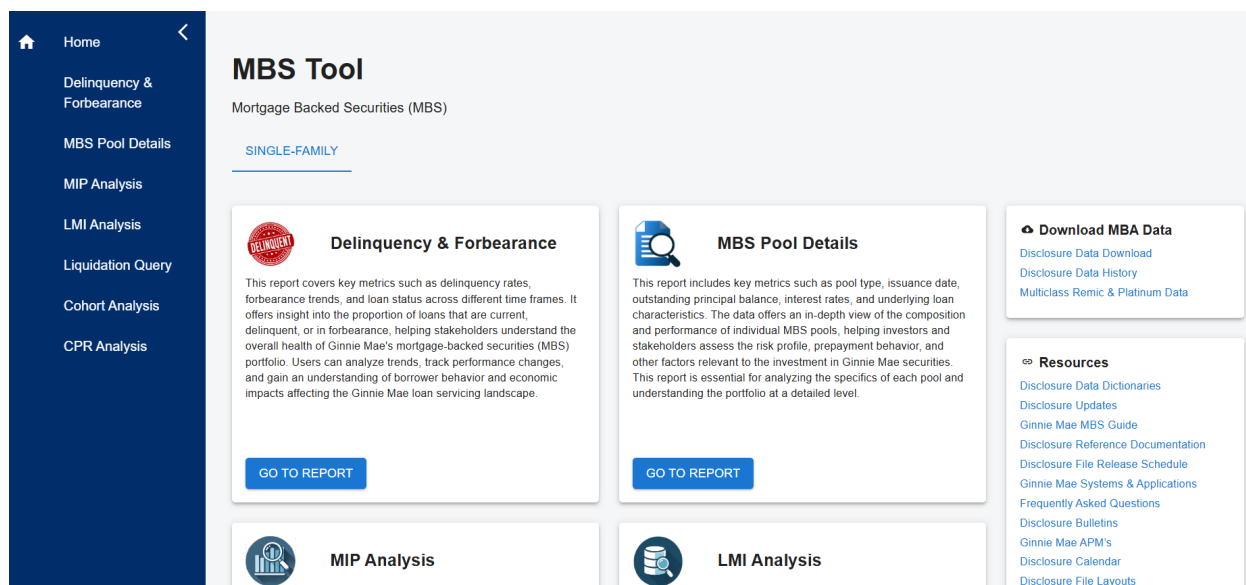 Home
Delinquency &
Forbearance
MBS Pool Details
MIP Analysis
LMI Analysis
Liquidation Query
Cohort Analysis
CPR Analysis
MBS Tool
Mortgage Backed Securities (MBS)
SINGLE-FAMILY
DELINQUENT
Delinquency & Forbearance
This report covers key metrics such as delinquency rates,
forbearance trends, and loan status across different time frames. It
offers insight into the proportion of loans that are current,
delinquent, or in forbearance, helping stakeholders understand the
overall health of Ginnie Mae's mortgage-backed securities (MBS)
portfolio. Users can analyze trends, track performance changes,
and gain an understanding of borrower behavior and economic
impacts affecting the Ginnie Mae loan servicing landscape.
GO TO REPORT
MBS Pool Details
This report includes key metrics such as pool type, issuance date,
outstanding principal balance, interest rates, and underlying loan
characteristics. The data offers an in-depth view of the composition
and performance of individual MBS pools, helping investors and
stakeholders assess the risk profile, prepayment behavior, and
other factors relevant to the investment in Ginnie Mae securities.
This report is essential for analyzing the specifics of each pool and
understanding the portfolio at a detailed level.
GO TO REPORT
MIP Analysis
LMI Analysis
Download MBA Data
Disclosure Data Download
Disclosure Data History
Multiclass Remic & Platinum Data
Resources
Disclosure Data Dictionaries
Disclosure Updates
Ginnie Mae MBS Guide
Disclosure Reference Documentation
Disclosure File Release Schedule
Ginnie Mae Systems & Applications
Frequently Asked Questions
Disclosure Bulletins
Ginnie Mae APM's
Disclosure Calendar
Disclosure File Layouts